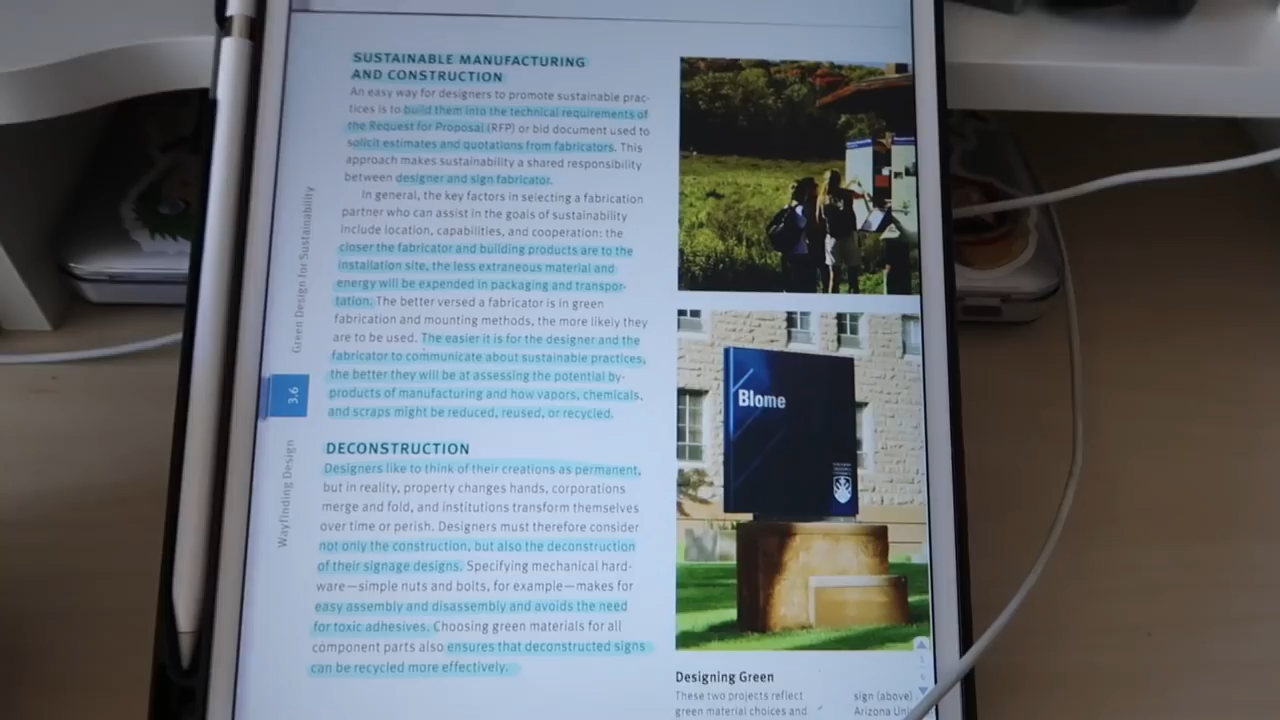 SUSTAINABLE MANUFACTURING
AND CONSTRUCTION
An easy way for designers to promote sustainable prac-
tices is to build them into the technical requirements of
the Request for Proposal (RFP) or bid document used to
solicit estimates and quotations from fabricators. This
approach makes sustainability a shared responsibility
between designer and sign fabricator.
In general, the key factors in selecting a fabrication
partner who can assist in the goals of sustainability
include location, capabilities, and cooperation: the
closer the fabricator and building products are to the
installation site, the less extraneous material and
energy will be expended in packaging and transpor-
tation. The better versed a fabricator is in green
fabrication and mounting methods, the more likely they
are to be used. The easier it is for the designer and the
fabricator to communicate about sustainable practices,
the better they will be at assessing the potential by-
products of manufacturing and how vapors, chemicals,
and scraps might be reduced, reused, or recycled.
DECONSTRUCTION
Designers like to think of their creations as permanent,
but in reality, property changes hands, corporations
merge and fold, and institutions transform themselves
over time or perish. Designers must therefore consider
not only the construction, but also the deconstruction
of their signage designs. Specifying mechanical hard-
ware—simple nuts and bolts, for example—makes for
easy assembly and disassembly and avoids the need
for toxic adhesives. Choosing green materials for all
component parts also ensures that deconstructed signs
can be recycled more effectively.
Green Design for Sustainability
3.6
Wayfinding Design
Blome
Designing Green
These two projects reflect
green material choices and
sign (above)
Arizona Uni